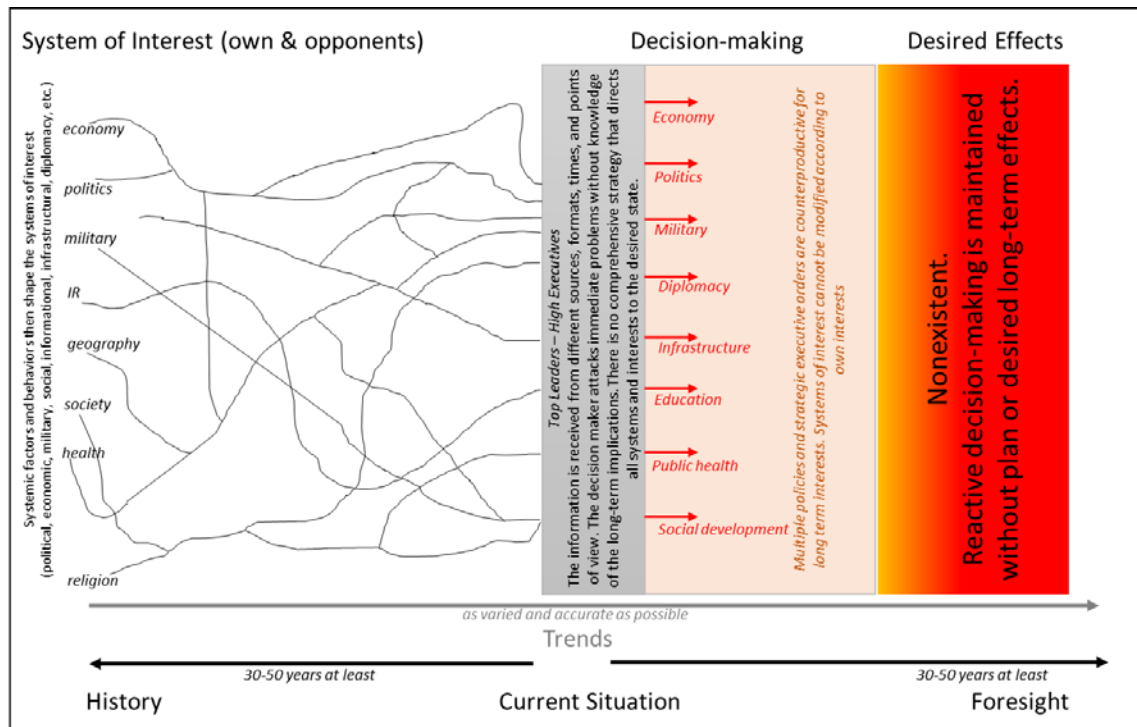 System of Interest (own & opponents)
Decision-making
Desired Effects
Systemic factors and behaviors then shape the systems of interest
(political, economic, military, social, informational, infrastructural, diplomacy, etc.)
economy
politics
military
IR
geography
society
health
religion
Top Leaders – High Executives
The information is received from different sources, formats, times, and points
of view. The decision maker attacks immediate problems without knowledge
of the long-term implications. There is no comprehensive strategy that directs
all systems and interests to the desired state.
Economy
Politics
Military
Diplomacy
Infrastructure
Education
Public health
Social development
Multiple policies and strategic executive orders are counterproductive for
long term interests. Systems of interest cannot be modified according to
own interests
Nonexistent.
Reactive decision-making is maintained
without plan or desired long-term effects.
as varied and accurate as possible
Trends
30-50 years at least
30-50 years at least
History
Current Situation
Foresight